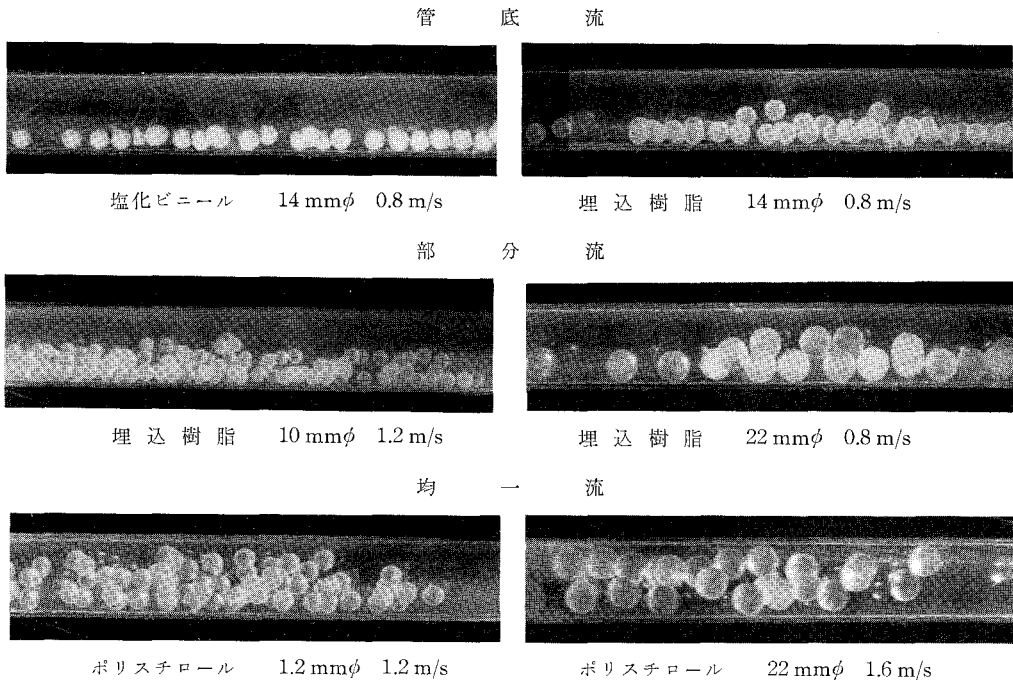 管底流
塩化ビニール 14 mmφ 0.8 m/s
埋込樹脂 14 mmφ 0.8 m/s
部分流
埋込樹脂 10 mmφ 1.2 m/s
埋込樹脂 22 mmφ 0.8 m/s
均一流
ポリスチロール 1.2 mmφ 1.2 m/s
ポリスチロール 22 mmφ 1.6 m/s